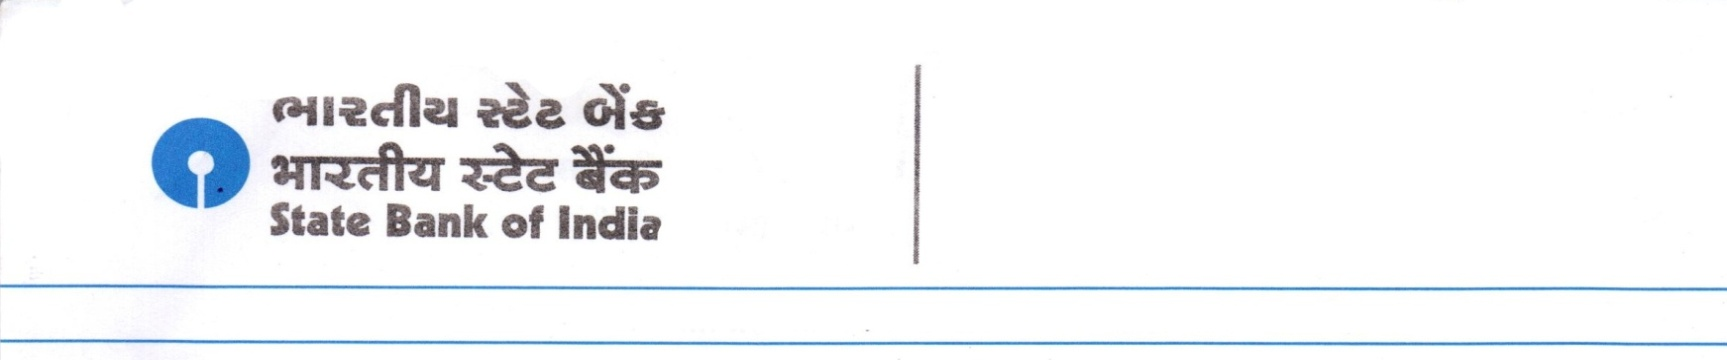 ભારતીય સ્ટેટ બેંક
भारतीय स्टेट बैंक
State Bank of India